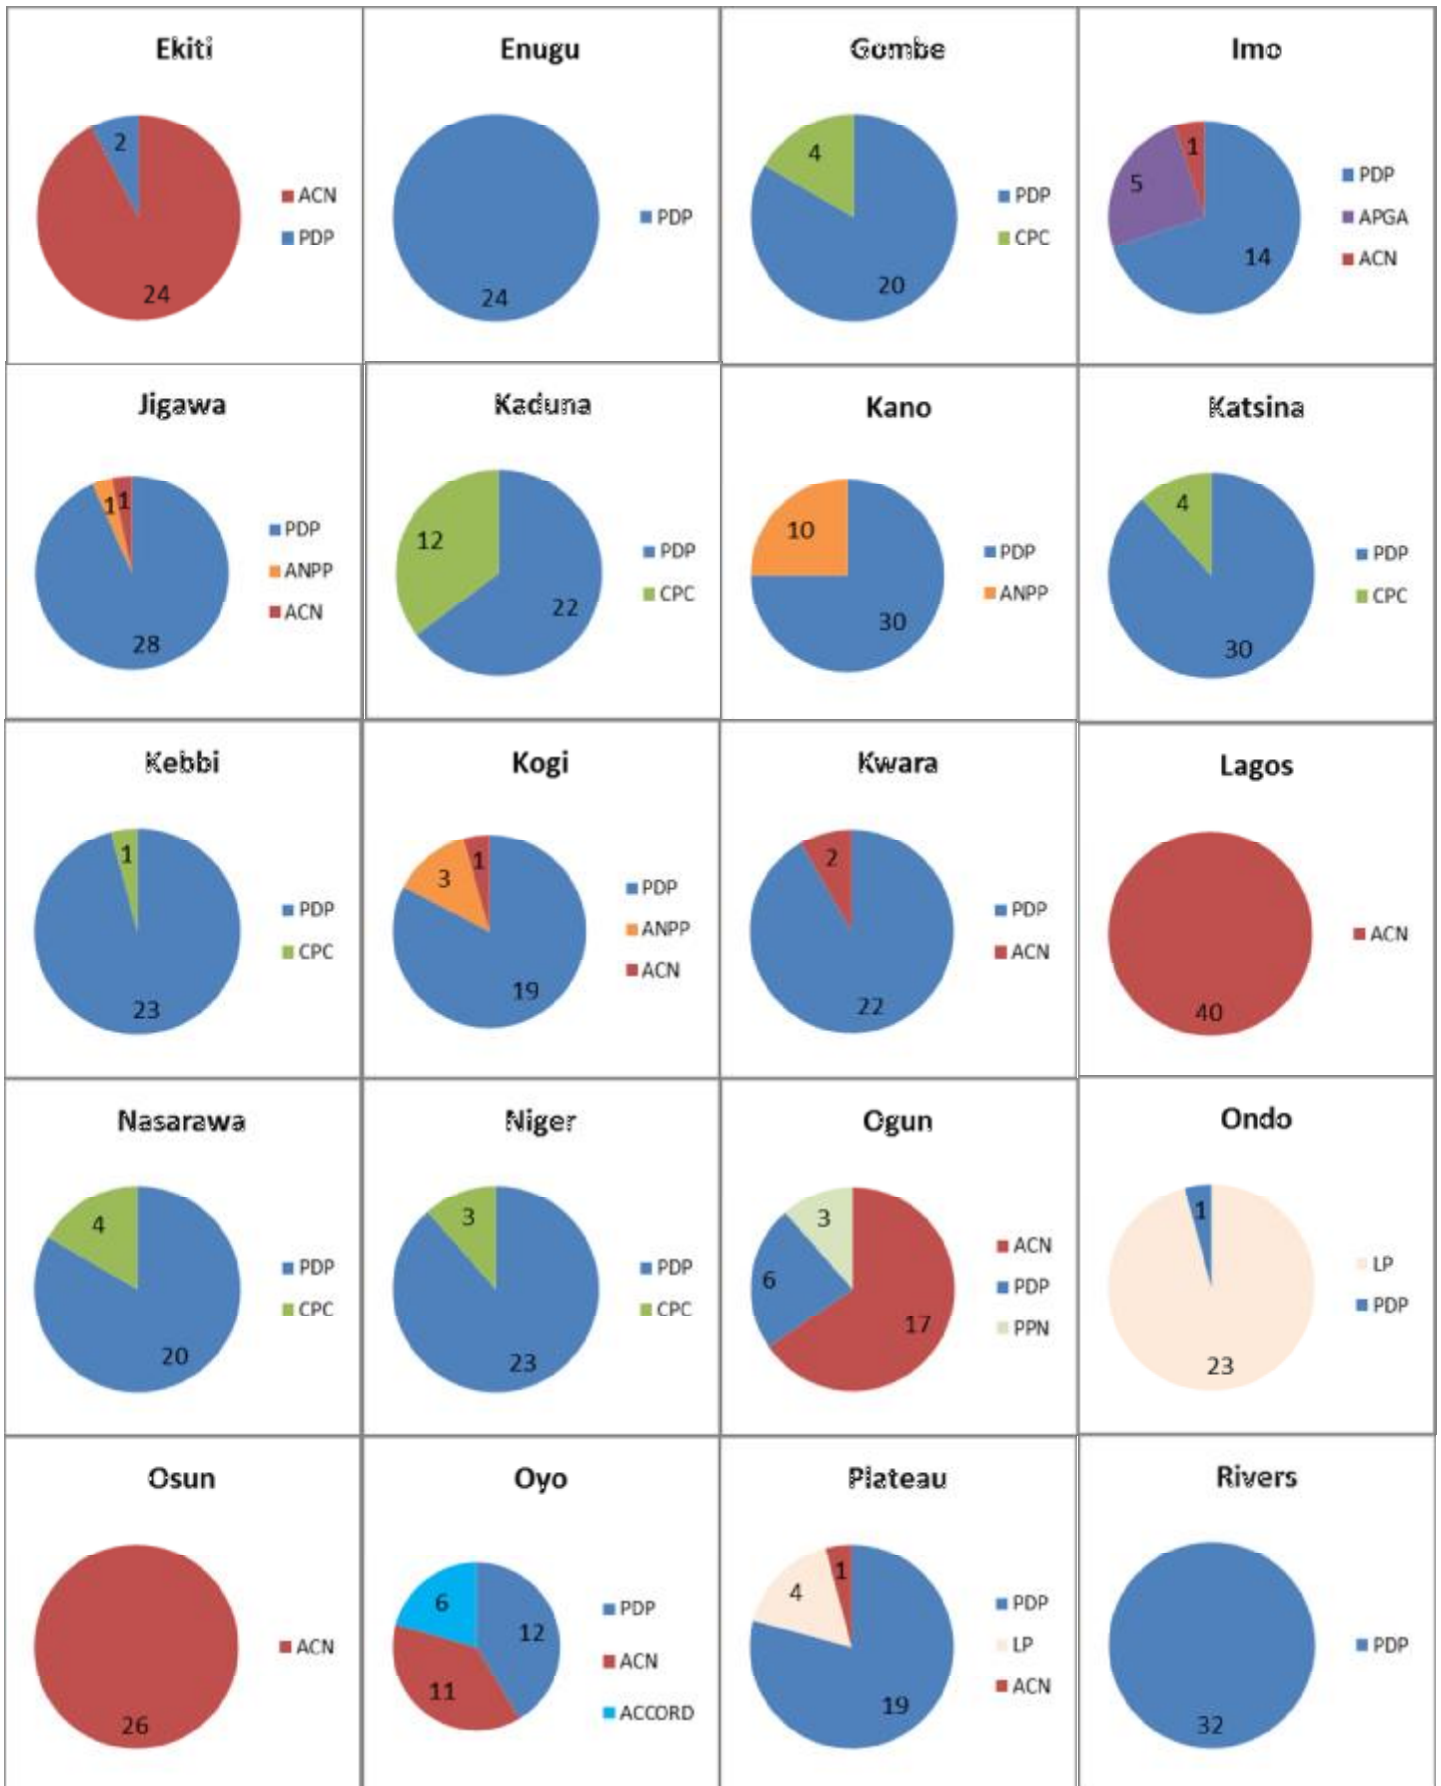 Ekiti
2
24
ACN
PDP
Enugu
24
PDP
Gombe
4
20
PDP
CPC
Imo
1
5
14
PDP
APGA
ACN
Jigawa
1 1
28
PDP
ANPP
ACN
Kaduna
12
22
PDP
CPC
Kano
10
30
PDP
ANPP
Katsina
4
30
PDP
CPC
Kebbi
1
23
PDP
CPC
Kogi
1
3
19
PDP
ANPP
ACN
Kwara
2
22
PDP
ACN
Lagos
40
ACN
Nasarawa
4
20
PDP
CPC
Niger
3
23
PDP
CPC
Ogun
3
6
17
ACN
PDP
PPN
Ondo
1
23
LP
PDP
Osun
26
ACN
Oyo
6
12
11
PDP
ACN
ACCORD
Plateau
1
4
19
PDP
LP
ACN
Rivers
32
PDP